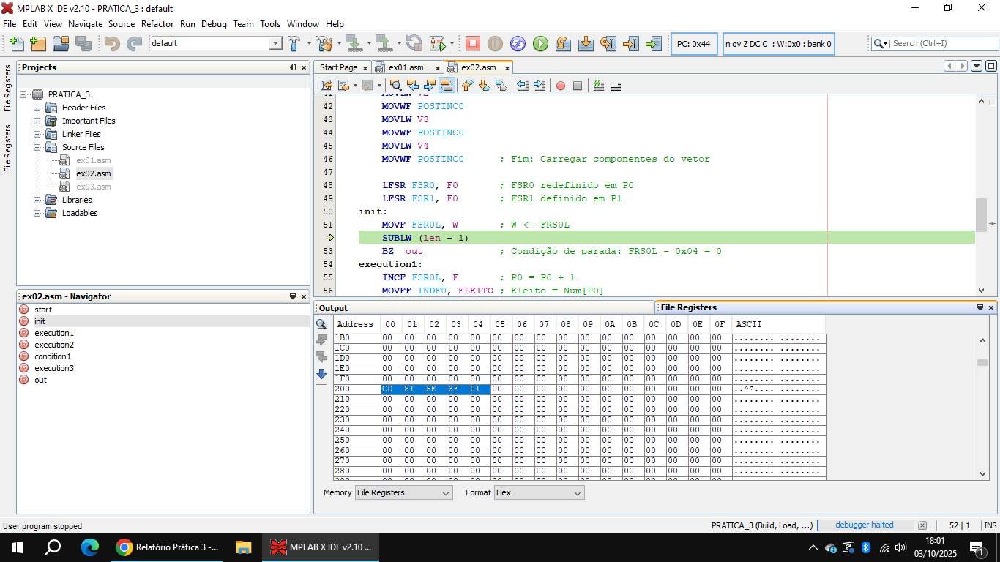 MPLAB X IDE v2.10 - PRATICA_3 : default
File Edit View Navigate Source Refactor Run Debug Team Tools Window Help
default PC: 0x44 n ov Z DC C : W:0x0 : bank 0 Search (Ctrl+I)
File Registers
File Registers
Projects
PRATICA_3
Header Files
Important Files
Linker Files
Source Files
ex01.asm
ex02.asm
ex03.asm
Libraries
Loadables
ex02.asm - Navigator
start
init
execution1
execution2
condition1
execution3
out
Start Page ex01.asm ex02.asm
42 MOVWF POSTINC0
43 MOVLW V3
44 MOVWF POSTINC0
45 MOVLW V4
46 MOVWF POSTINC0 ; Fim: Carregar componentes do vetor
47
48 LFSR FSR0, F0 ; FSR0 redefinido em P0
49 LFSR FSR1, F0 ; FSR1 definido em P1
50 init:
51 MOVF FSR0L, W ; W <- FRS0L
SUBLW (len - 1)
53 BZ out ; Condição de parada: FRS0L - 0x04 = 0
54 execution1:
55 INCF FSR0L, F ; P0 = P0 + 1
56 MOVFF INDF0, ELEITO ; Eleito = Num[P0]
Output File Registers
Address 00 01 02 03 04 05 06 07 08 09 0A 0B 0C 0D 0E 0F ASCII
1B0 00 00 00 00 00 00 00 00 00 00 00 00 00 00 00 00 ........ ........
1C0 00 00 00 00 00 00 00 00 00 00 00 00 00 00 00 00 ........ ........
1D0 00 00 00 00 00 00 00 00 00 00 00 00 00 00 00 00 ........ ........
1E0 00 00 00 00 00 00 00 00 00 00 00 00 00 00 00 00 ........ ........
1F0 00 00 00 00 00 00 00 00 00 00 00 00 00 00 00 00 ........ ........
200 CD 81 5E 3F 01 00 00 00 00 00 00 00 00 00 00 00 ..^?.... ........
210 00 00 00 00 00 00 00 00 00 00 00 00 00 00 00 00 ........ ........
220 00 00 00 00 00 00 00 00 00 00 00 00 00 00 00 00 ........ ........
230 00 00 00 00 00 00 00 00 00 00 00 00 00 00 00 00 ........ ........
240 00 00 00 00 00 00 00 00 00 00 00 00 00 00 00 00 ........ ........
250 00 00 00 00 00 00 00 00 00 00 00 00 00 00 00 00 ........ ........
260 00 00 00 00 00 00 00 00 00 00 00 00 00 00 00 00 ........ ........
270 00 00 00 00 00 00 00 00 00 00 00 00 00 00 00 00 ........ ........
280 00 00 00 00 00 00 00 00 00 00 00 00 00 00 00 00 ........ ........
Memory File Registers Format Hex
User program stopped PRATICA_3 (Build, Load, ...) debugger halted 52 | 1 INS
Relatório Prática 3 -... MPLAB X IDE v2.10 ... 18:01
03/10/2025 1